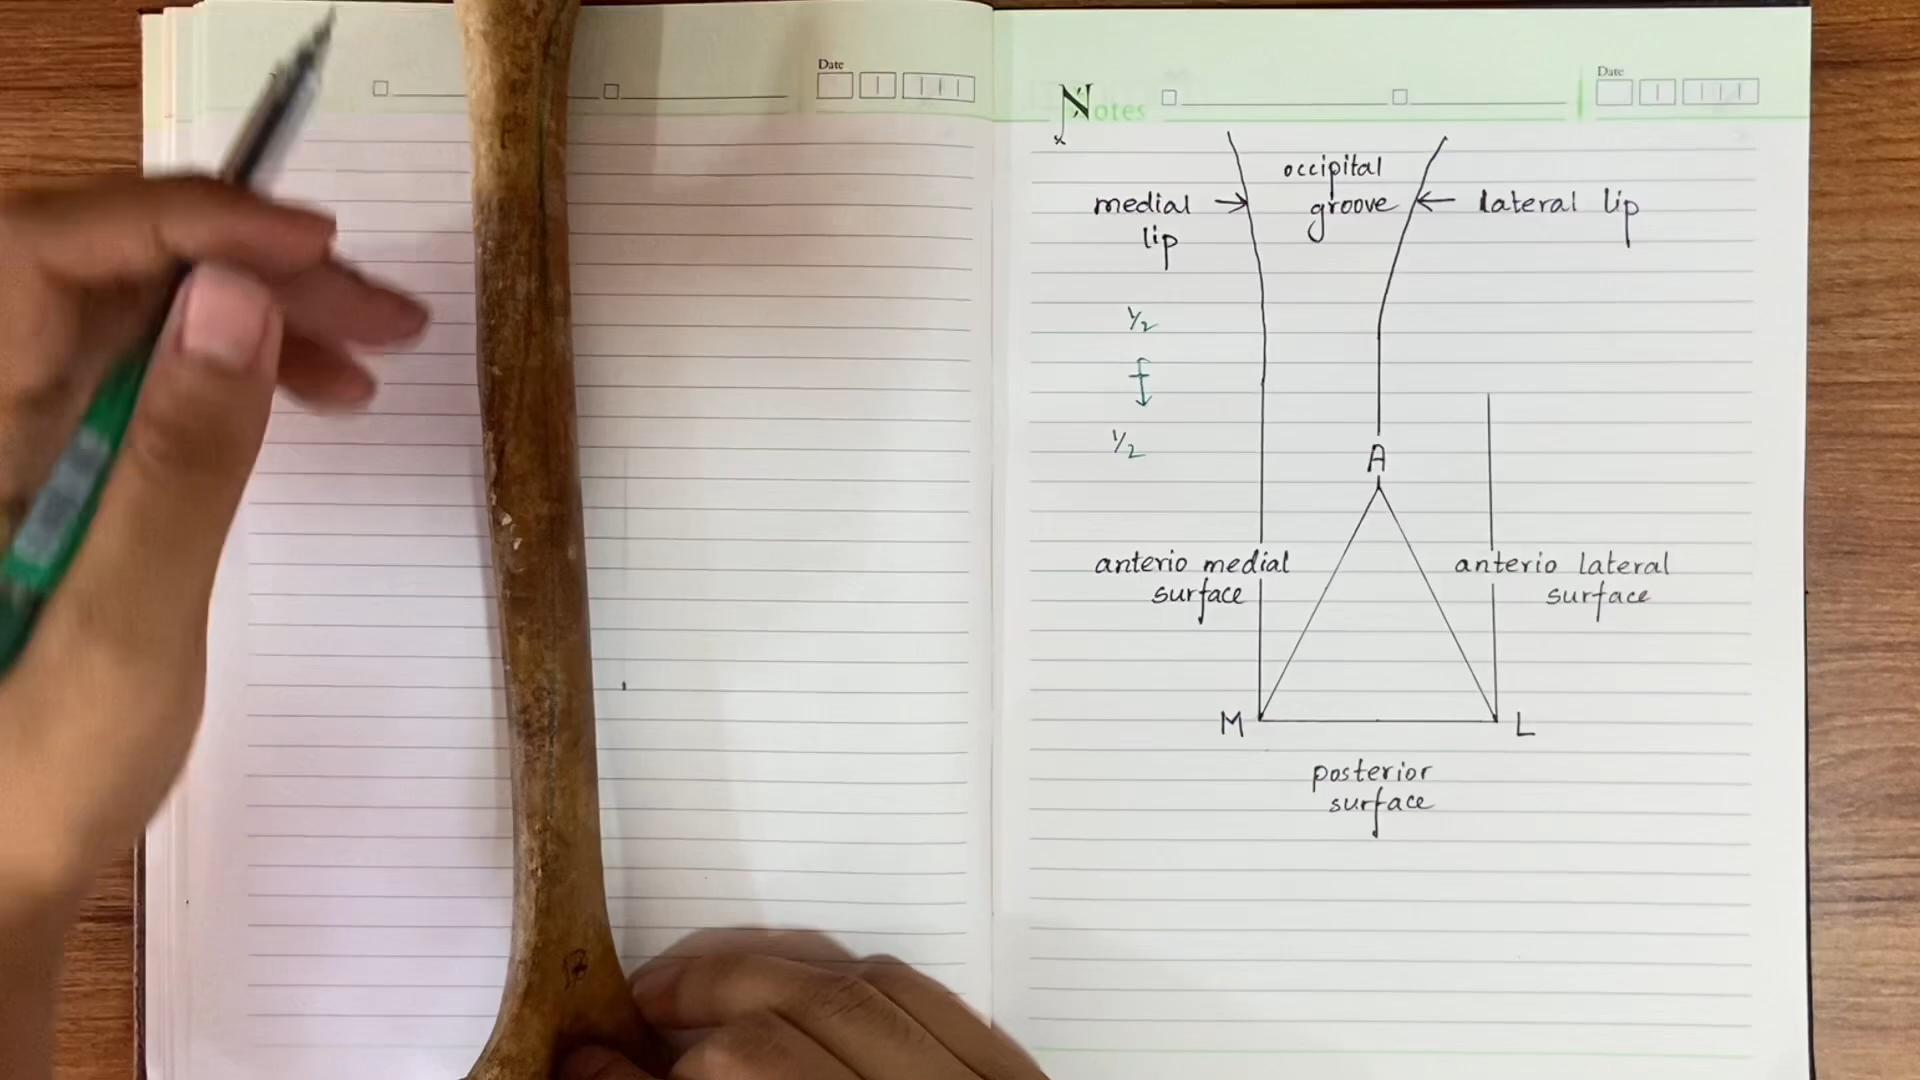 Date
Date
Notes
occipital
groove
medial
lip
lateral lip
1/2
1/2
A
anterio medial
surface
anterio lateral
surface
M
L
posterior
surface